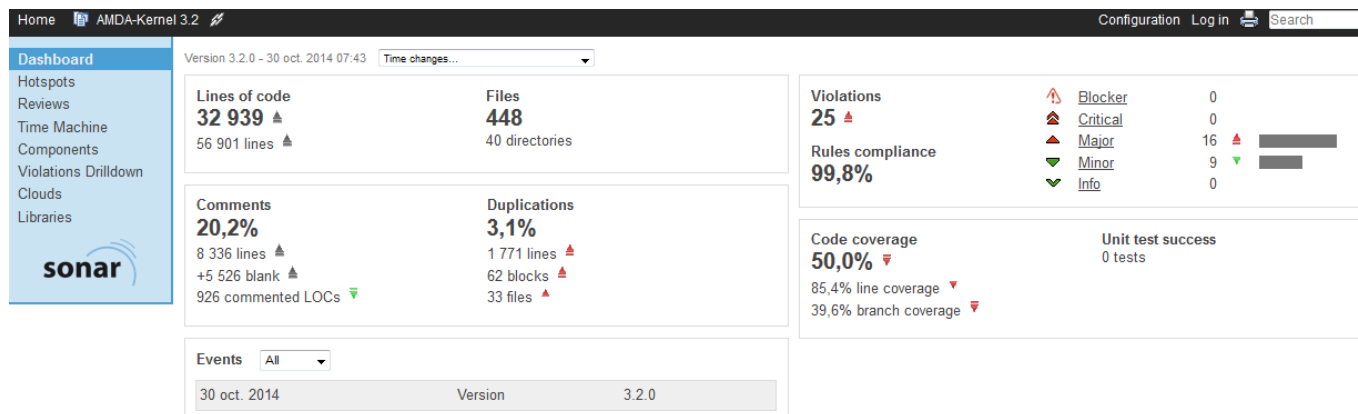 Home AMDA-Kernel 3.2 Configuration Log in Search
Dashboard
Hotspots
Reviews
Time Machine
Components
Violations Drilldown
Clouds
Libraries
sonar
Version 3.2.0 - 30 oct. 2014 07:43 Time changes...
Lines of code
32 939
56 901 lines
Files
448
40 directories
Comments
20,2%
8 336 lines
+5 526 blank
926 commented LOCs
Duplications
3,1%
1 771 lines
62 blocks
33 files
Events All
30 oct. 2014 Version 3.2.0
Violations
25
Rules compliance
99,8%
Blocker 0
Critical 0
Major 16
Minor 9
Info 0
Code coverage
50,0%
85,4% line coverage
39,6% branch coverage
Unit test success
0 tests